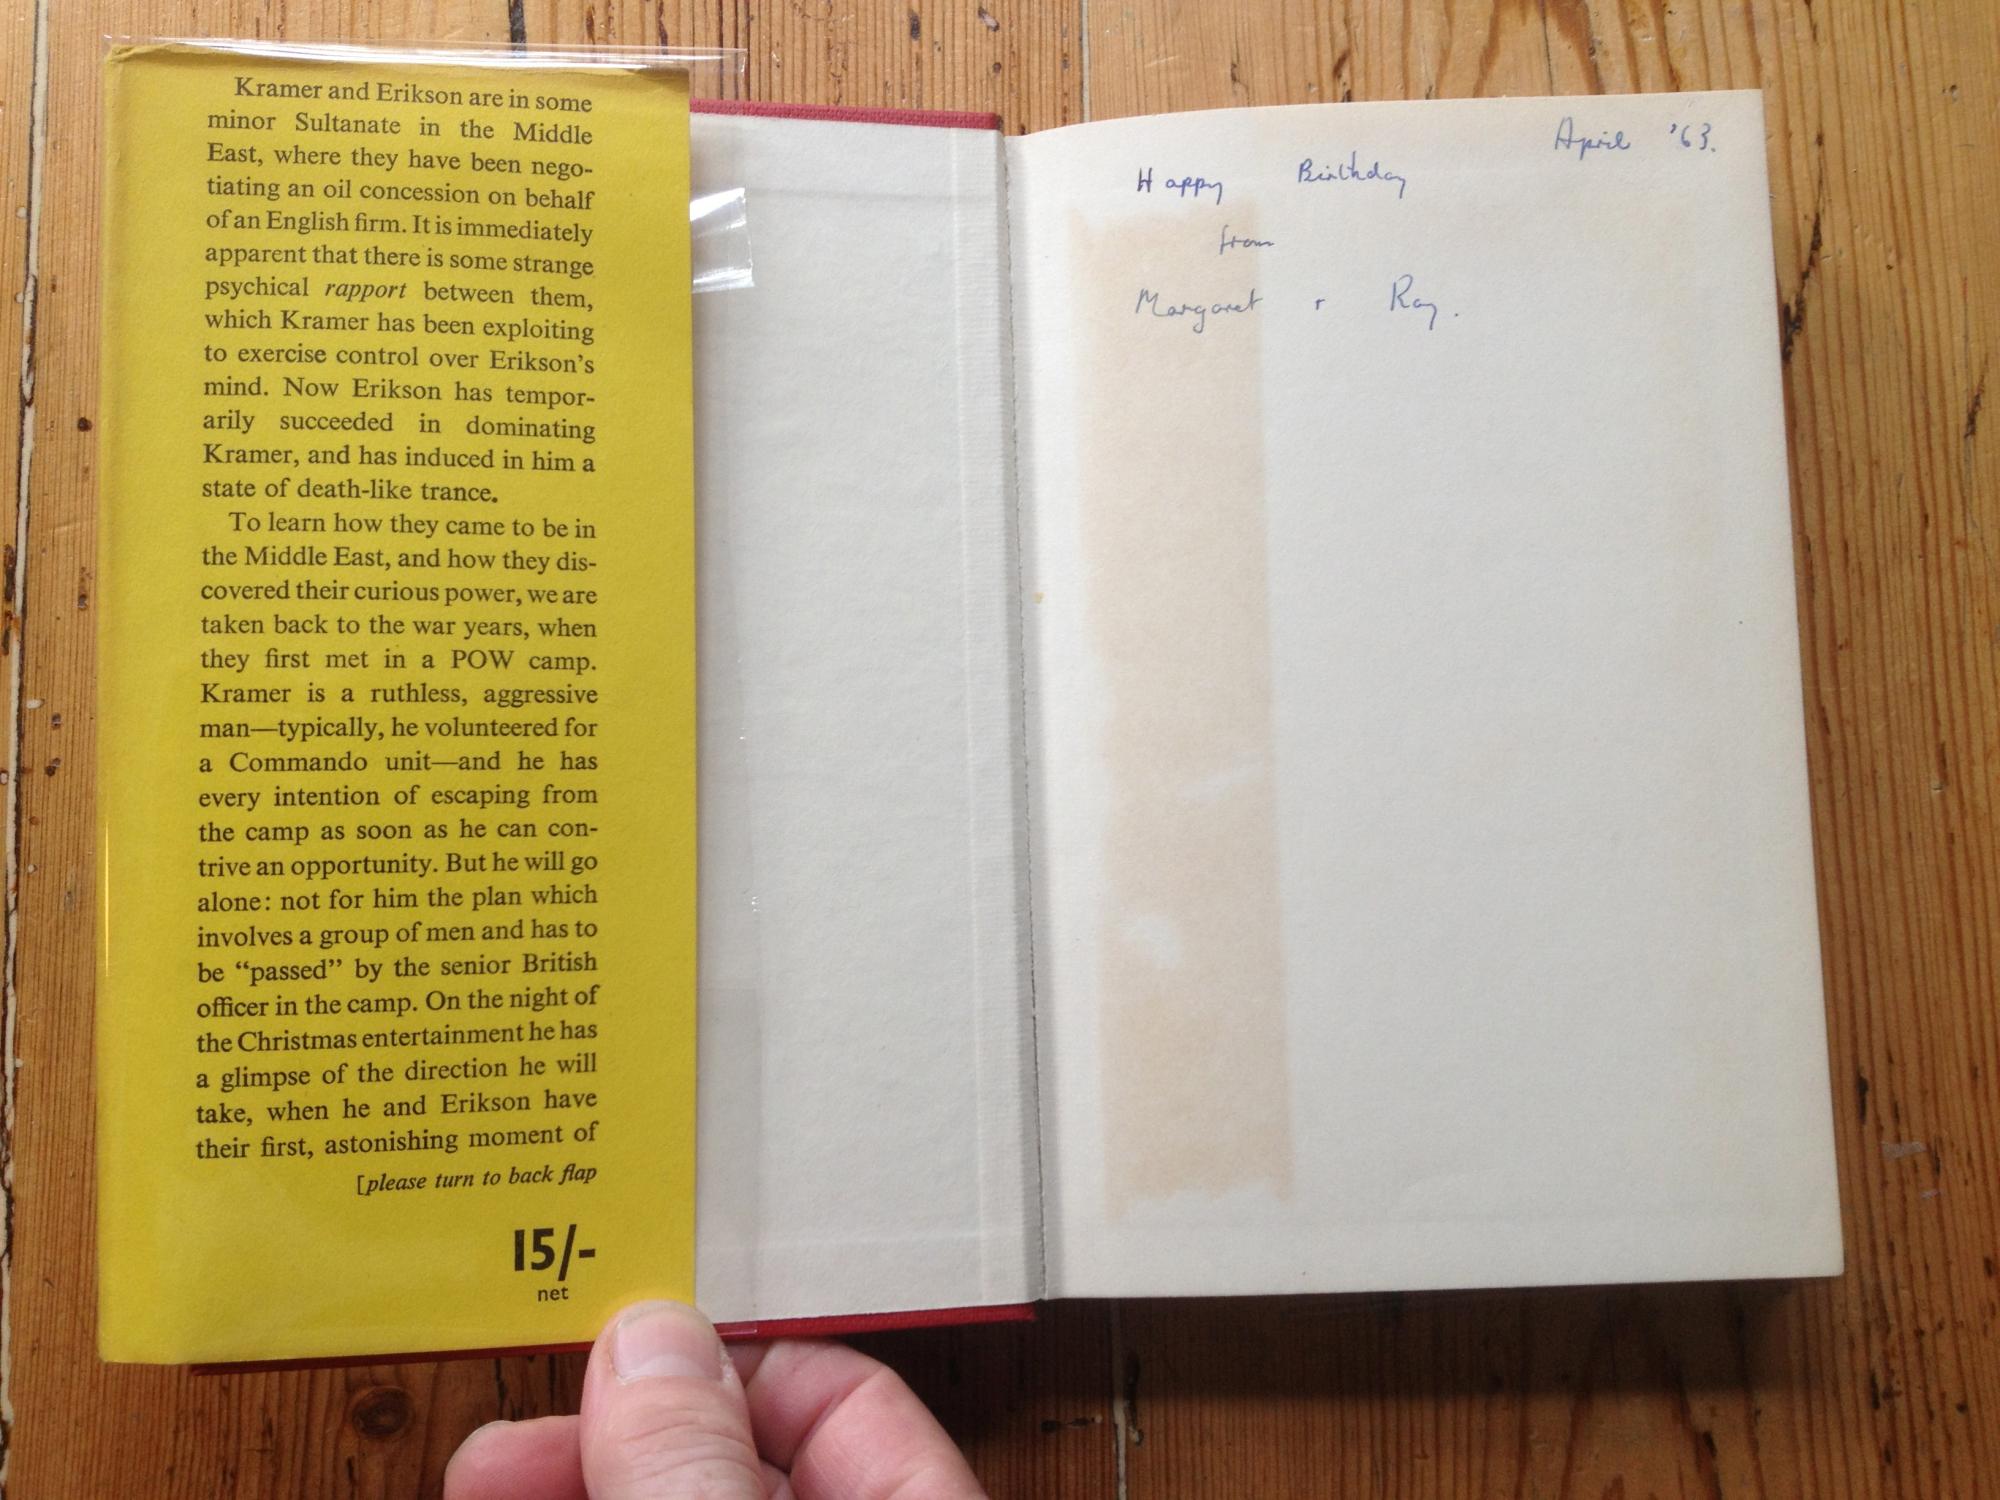 Kramer and Erikson are in some
minor Sultanate in the Middle
East, where they have been nego-
tiating an oil concession on behalf
of an English firm. It is immediately
apparent that there is some strange
psychical rapport between them,
which Kramer has been exploiting
to exercise control over Erikson's
mind. Now Erikson has tempor-
arily succeeded in dominating
Kramer, and has induced in him a
state of death-like trance.
To learn how they came to be in
the Middle East, and how they dis-
covered their curious power, we are
taken back to the war years, when
they first met in a POW camp.
Kramer is a ruthless, aggressive
man—typically, he volunteered for
a Commando unit—and he has
every intention of escaping from
the camp as soon as he can con-
trive an opportunity. But he will go
alone: not for him the plan which
involves a group of men and has to
be “passed” by the senior British
officer in the camp. On the night of
the Christmas entertainment he has
a glimpse of the direction he will
take, when he and Erikson have
their first, astonishing moment of
[please turn to back flap
15/-
net
April '63.
Happy Birthday
from
Margaret + Ray.